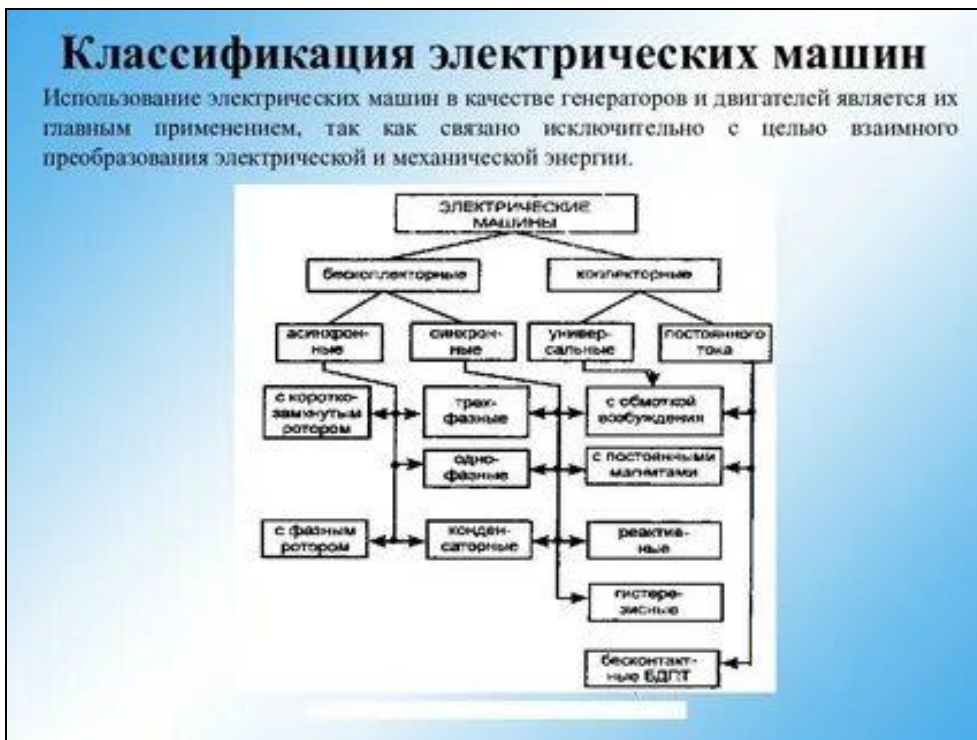 Классификация электрических машин
Использование электрических машин в качестве генераторов и двигателей является их
главным применением, так как связано исключительно с целью взаимного
преобразования электрической и механической энергии.
ЭЛЕКТРИЧЕСКИЕ
МАШИНЫ
бесколлекторные
коллекторные
асинхрон-
ные
синхрон-
ные
универ-
сальные
постоянного
тока
с коротко-
замкнутым
ротором
трех-
фазные
с обмоткой
возбуждения
одно-
фазные
с постоянными
магнитами
с фазным
ротором
конден-
саторные
реактив-
ные
гистере-
зисные
бесконтакт-
ные БДПТ